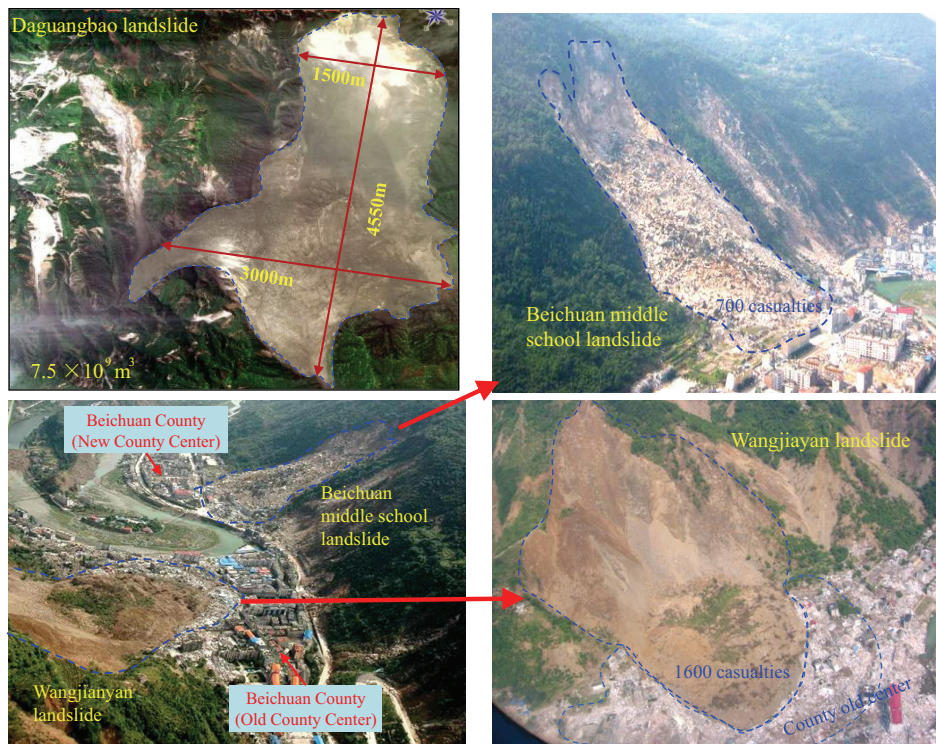 Daguangbao landslide
1500m
4550m
3000m
7.5 ×10⁹ m³
700 casualties
Beichuan middle
school landslide
Beichuan County
(New County Center)
Beichuan
middle school
landslide
Wangjianyan
landslide
Beichuan County
(Old County Center)
Wangjiayan landslide
1600 casualties
County old center